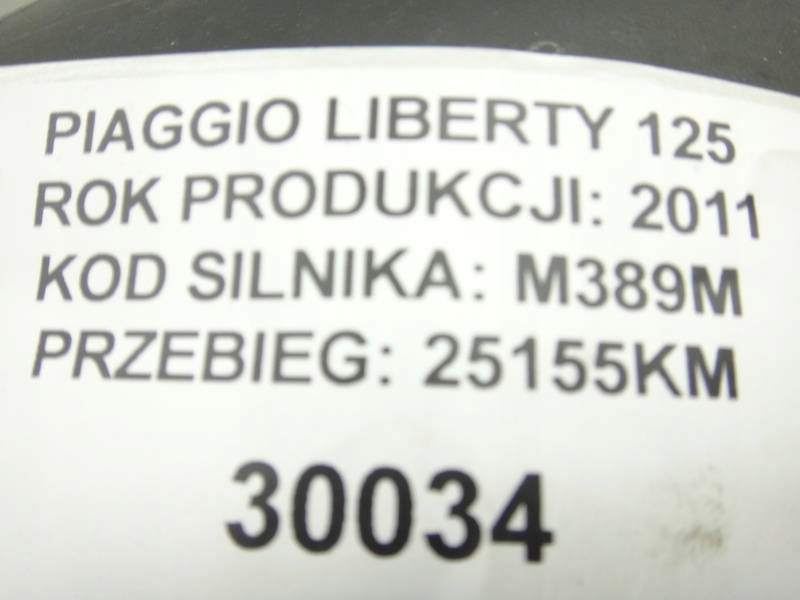 PIAGGIO LIBERTY 125
ROK PRODUKCJI: 2011
KOD SILNIKA: M389M
PRZEBIEG: 25155KM
30034